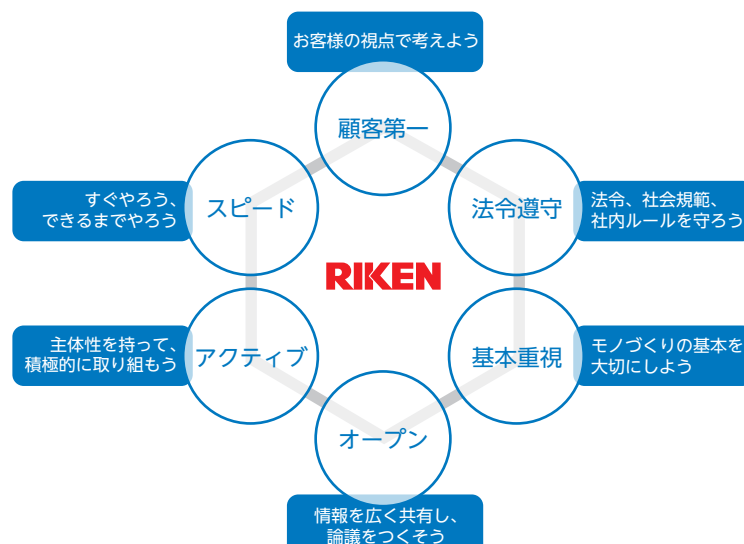 お客様の視点で考えよう
顧客第一
すぐやろう、
できるまでやろう
スピード
法令遵守
法令、社会規範、
社内ルールを守ろう
RIKEN
主体性を持って、
積極的に取り組もう
アクティブ
基本重視
モノづくりの基本を
大切にしよう
オープン
情報を広く共有し、
論議をつくそう